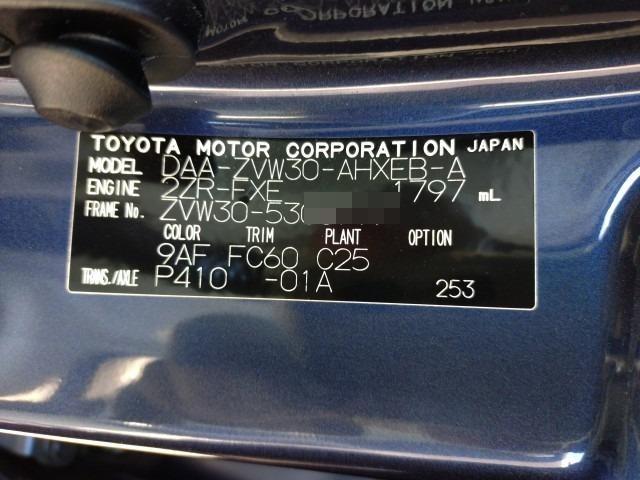 TOYOTA MOTOR CORPORATION JAPAN
MODEL DAA-ZVW30-AHXEB-A
ENGINE 2ZR-FXE 1797 mL
FRAME No. ZVW30-530
COLOR TRIM PLANT OPTION
9AF FC60 C25
TRANS./AXLE P410 -01A 253